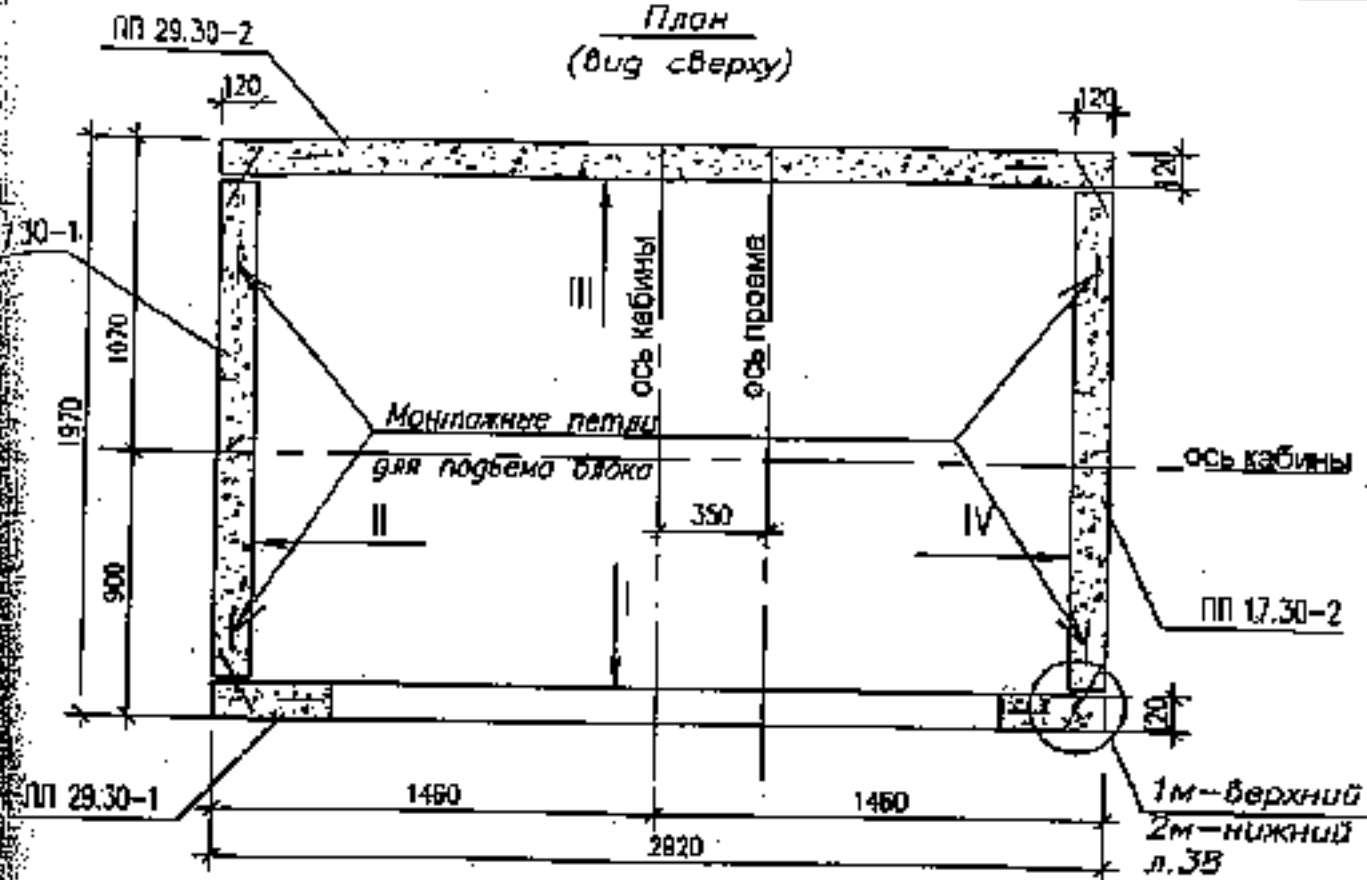 План
(вид сверху)
ПП 29.30-2
120
120
120
30-1
1970
1070
900
III
ось кабины
ось проема
Монтажные петли
для подъема блока
ось кабины
350
II
IV
I
ПП 17.30-2
120
ПП 29.30-1
1460
1460
2920
1м-верхний
2м-нижний
л.38